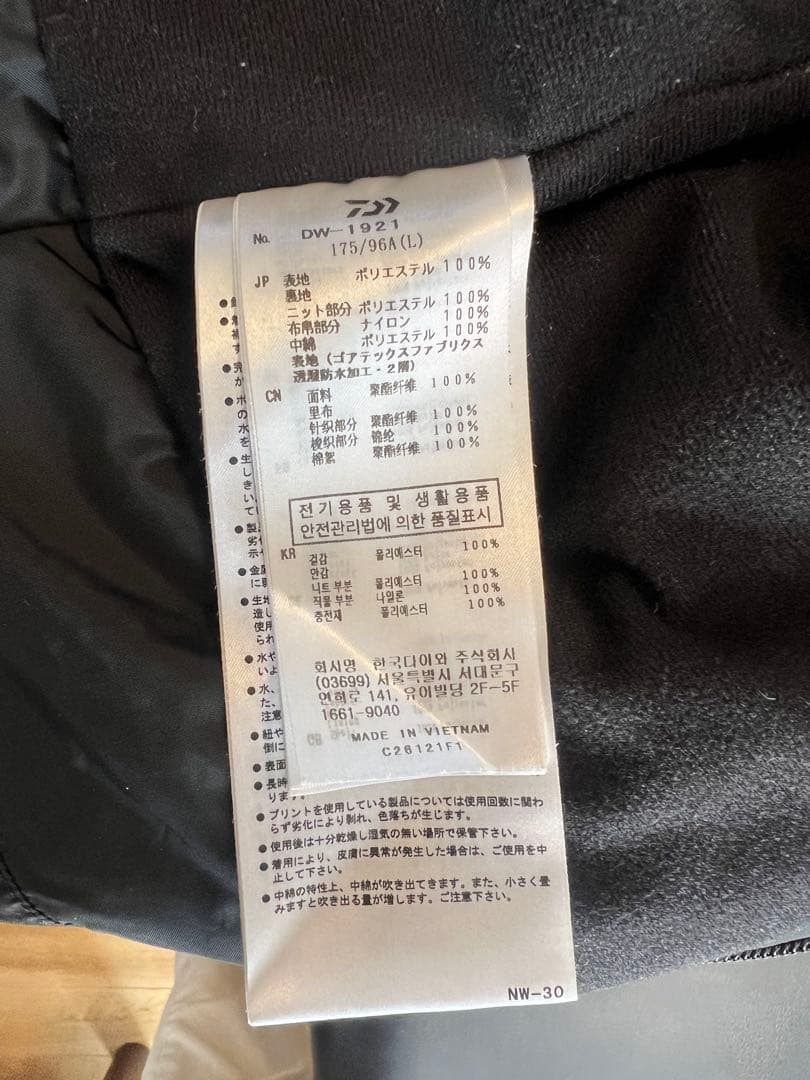 No. DW-1921
175/96A(L)
JP 表地 ポリエステル 100%
裏地
ニット部分 ポリエステル 100%
布帛部分 ナイロン 100%
中綿 ポリエステル 100%
表地(ゴアテックスファブリクス
透湿防水加工・2層)
CN 面料 聚酯纤维 100%
里布
针织部分 聚酯纤维 100%
梭织部分 锦纶 100%
棉絮 聚酯纤维 100%
전기용품 및 생활용품
안전관리법에 의한 품질표시
KR 겉감 폴리에스터 100%
안감
니트 부분 폴리에스터 100%
직물 부분 나일론 100%
충전재 폴리에스터 100%
회사명 한국다이와 주식회사
(03699) 서울특별시 서대문구
연희로 141, 유이빌딩 2F-5F
1661-9040
MADE IN VIETNAM
C26121F1
●プリントを使用している製品については使用回数に関わ
らず劣化により剥れ、色落ちが生じます。
●使用後は十分乾燥し湿気の無い場所で保管下さい。
●着用により、皮膚に異常が発生した場合は、ご使用を中
止して下さい。
●中綿の特性上、中綿が吹き出てきます。また、小さく畳
みますと吹き出る量が増します。ご注意下さい。
NW-30